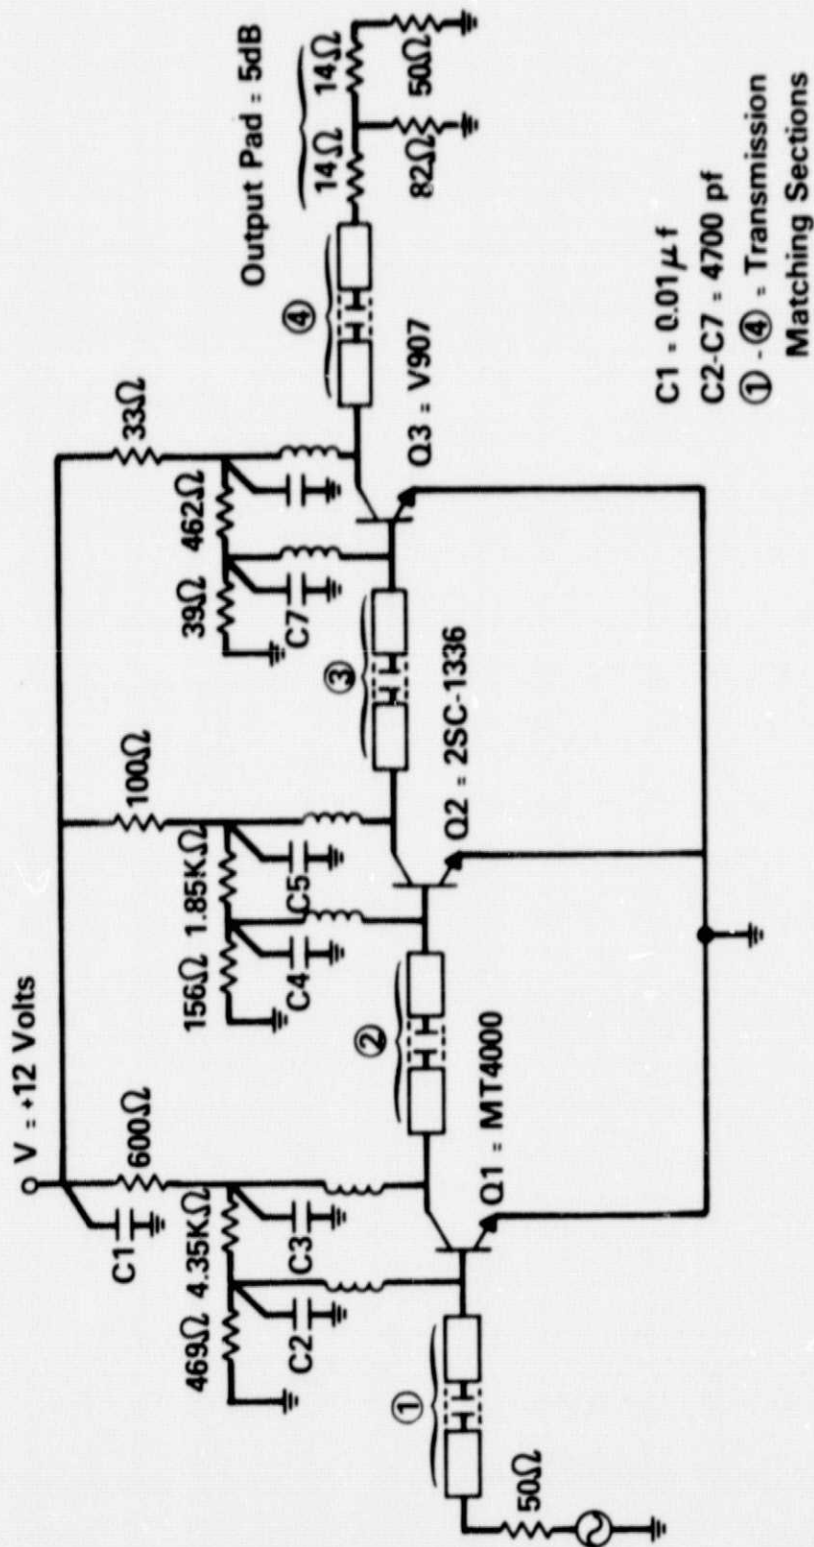 V = +12 Volts
C1
600Ω
100Ω
33Ω
469Ω 4.35KΩ
156Ω 1.85KΩ
39Ω
462Ω
C2
C3
C4
C5
C7
Output Pad = 5dB
14Ω
14Ω
82Ω
50Ω
①
②
③
④
50Ω
Q1 = MT4000
Q2 = 2SC-1336
Q3 = V907
C1 = 0.01μf
C2-C7 = 4700 pf
① - ④ = Transmission
Matching Sections